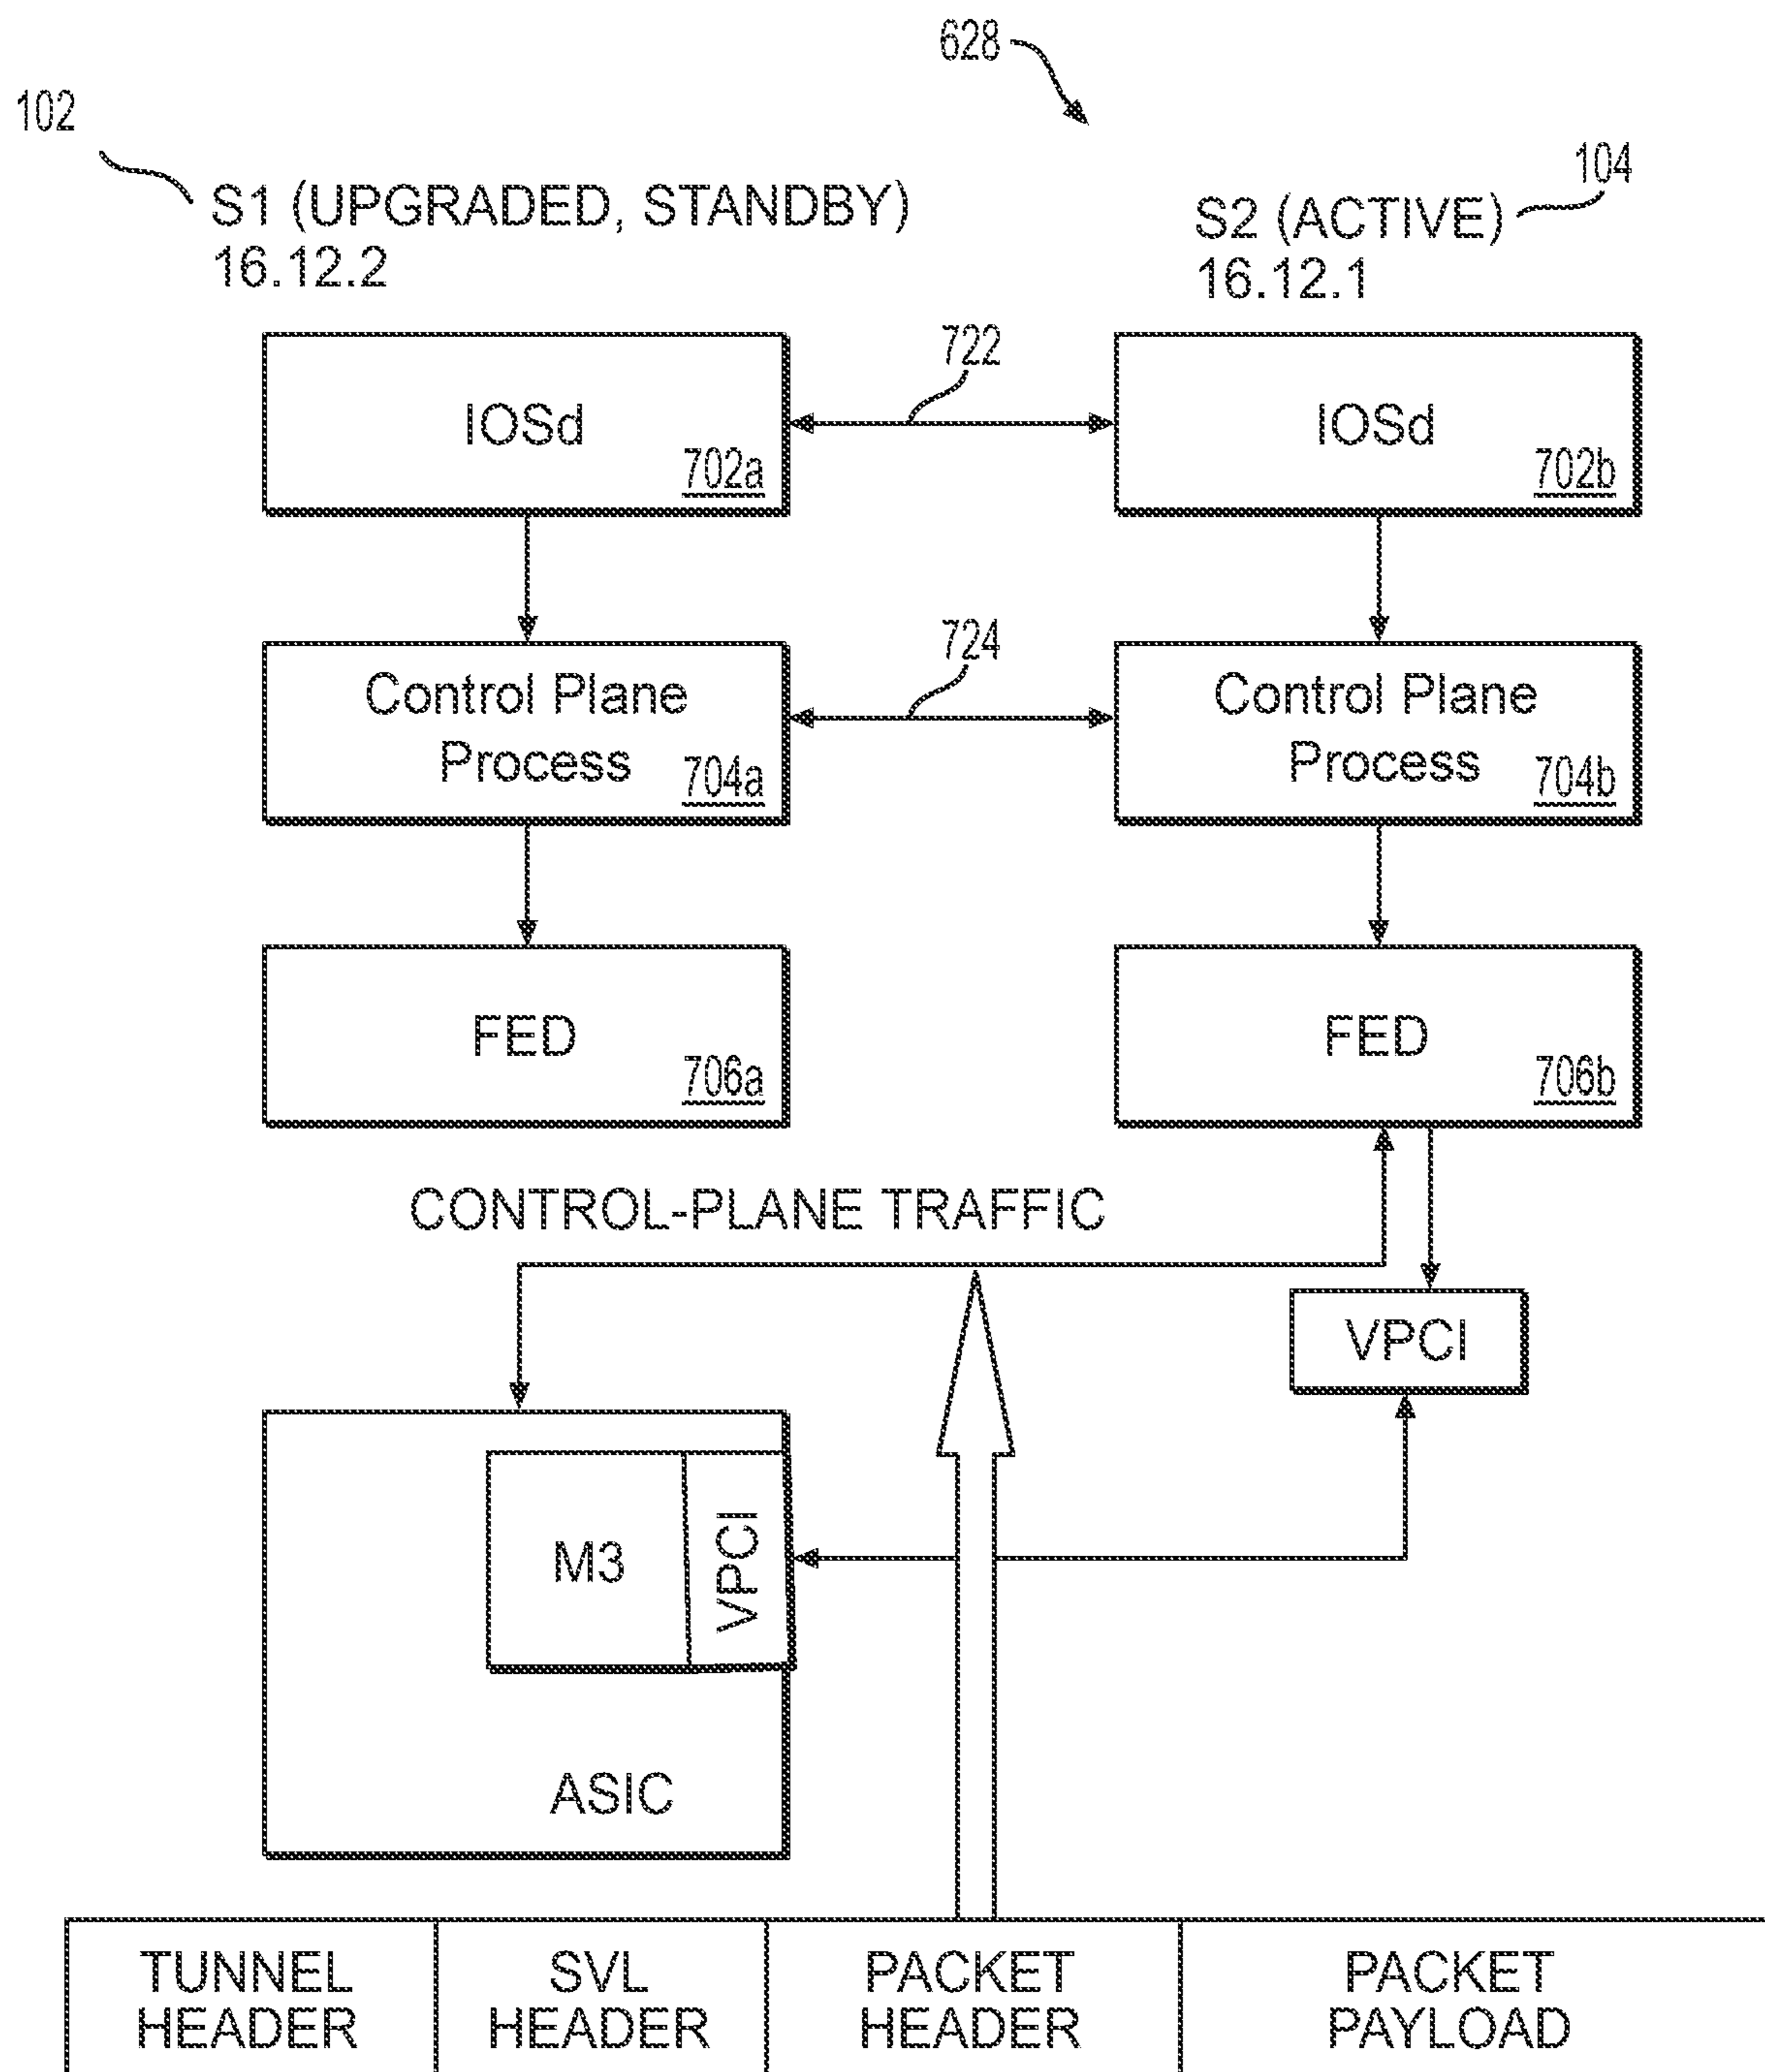 628
102
104
S1 (UPGRADED, STANDBY)
16.12.2
S2 (ACTIVE)
16.12.1
722
IOSd
702a
IOSd
702b
724
Control Plane
Process
704a
Control Plane
Process
704b
FED
706a
FED
706b
CONTROL-PLANE TRAFFIC
VPCI
M3
VPCI
ASIC
TUNNEL
HEADER
SVL
HEADER
PACKET
HEADER
PACKET
PAYLOAD